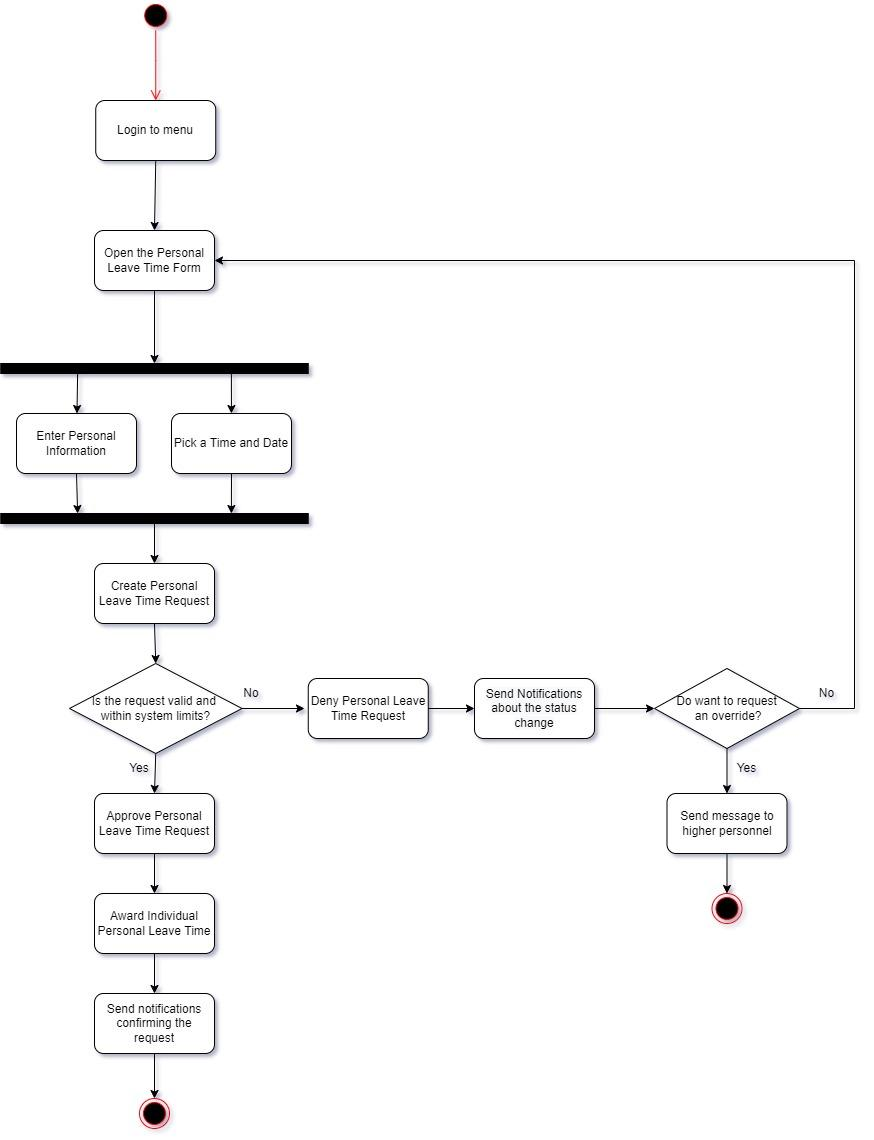 Login to menu
Open the Personal
Leave Time Form
Enter Personal
Information
Pick a Time and Date
Create Personal
Leave Time Request
Is the request valid and
within system limits?
No
Deny Personal Leave
Time Request
Send Notifications
about the status
change
Do want to request
an override?
No
Yes
Yes
Approve Personal
Leave Time Request
Send message to
higher personnel
Award Individual
Personal Leave Time
Send notifications
confirming the
request